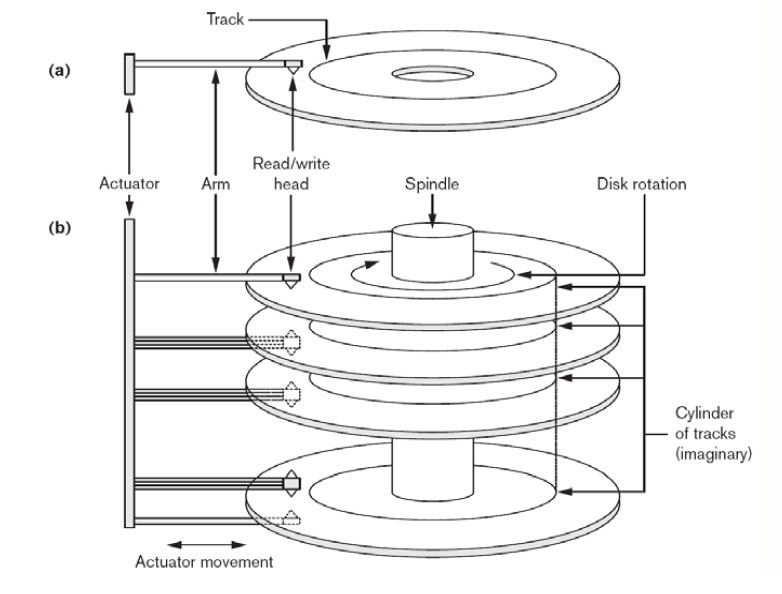 Track
(a)
Read/write
head
Actuator
Arm
Spindle
Disk rotation
(b)
Cylinder
of tracks
(imaginary)
Actuator movement